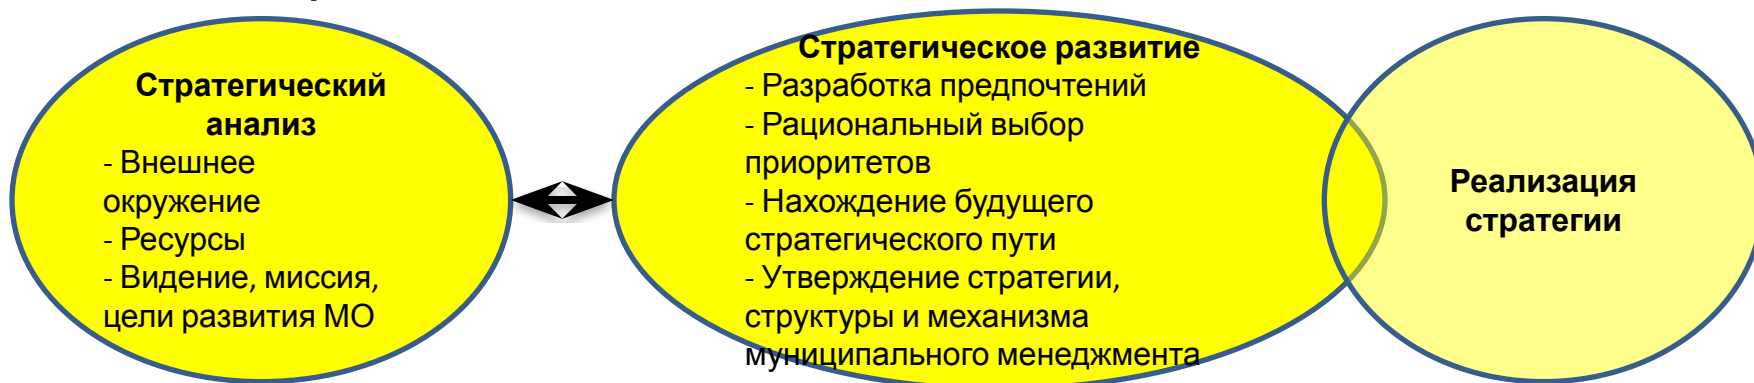 Стратегический
анализ
- Внешнее
окружение
- Ресурсы
- Видение, миссия,
цели развития МО
Стратегическое развитие
- Разработка предпочтений
- Рациональный выбор
приоритетов
- Нахождение будущего
стратегического пути
- Утверждение стратегии,
структуры и механизма
муниципального менеджмента
Реализация
стратегии